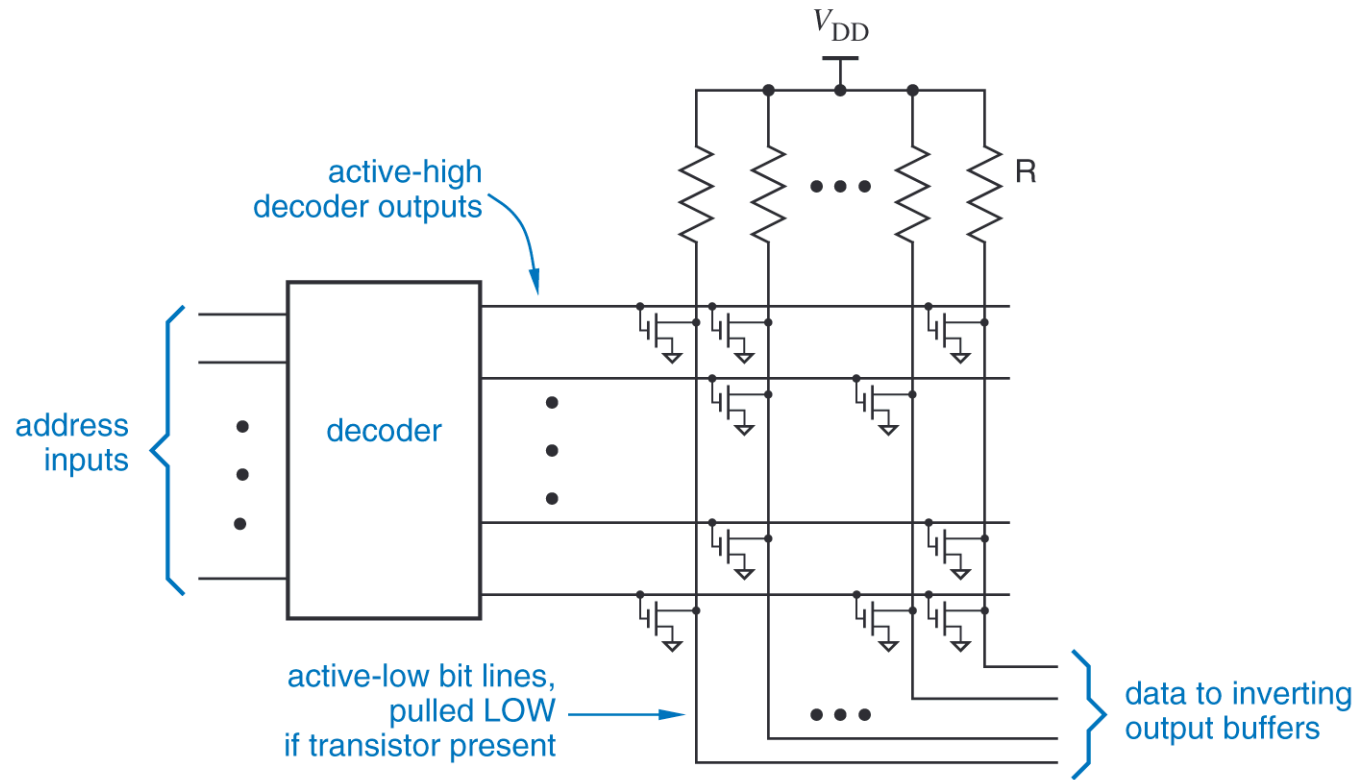 VDD
R
active-high
decoder outputs
address
inputs
decoder
active-low bit lines,
pulled LOW
if transistor present
data to inverting
output buffers